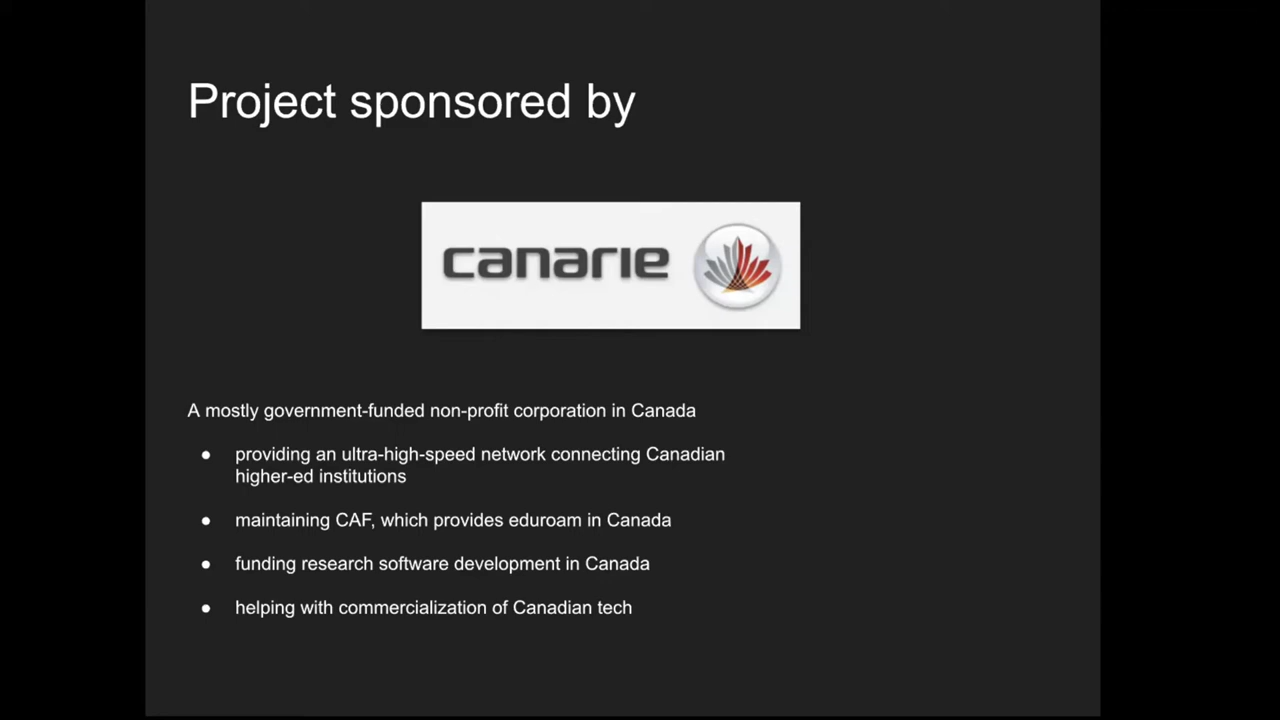 Project sponsored by
canarie
A mostly government-funded non-profit corporation in Canada
● providing an ultra-high-speed network connecting Canadian
higher-ed institutions
● maintaining CAF, which provides eduroam in Canada
● funding research software development in Canada
● helping with commercialization of Canadian tech